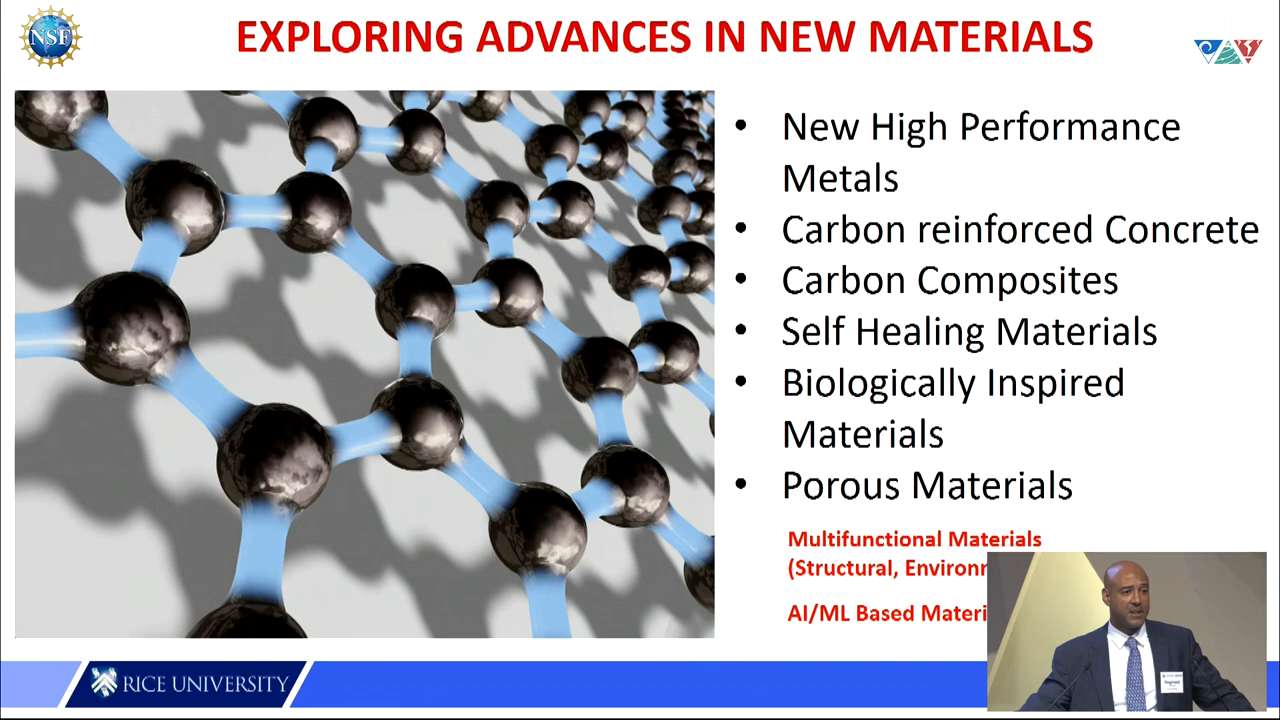 NSF
EXPLORING ADVANCES IN NEW MATERIALS
• New High Performance
Metals
• Carbon reinforced Concrete
• Carbon Composites
• Self Healing Materials
• Biologically Inspired
Materials
• Porous Materials
Multifunctional Materials
(Structural,
AI/ML Based
RICE UNIVERSITY